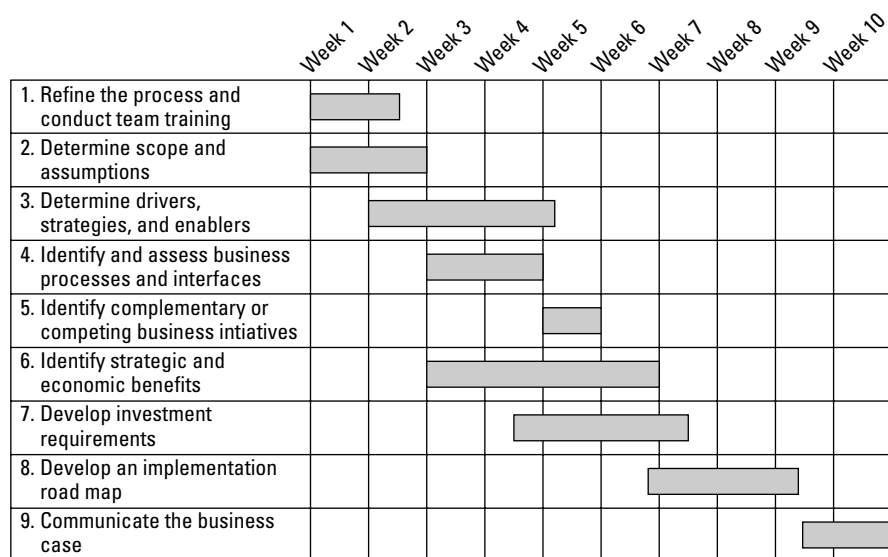 Week 1
Week 2
Week 3
Week 4
Week 5
Week 6
Week 7
Week 8
Week 9
Week 10
1. Refine the process and
conduct team training
2. Determine scope and
assumptions
3. Determine drivers,
strategies, and enablers
4. Identify and assess business
processes and interfaces
5. Identify complementary or
competing business intiatives
6. Identify strategic and
economic benefits
7. Develop investment
requirements
8. Develop an implementation
road map
9. Communicate the business
case